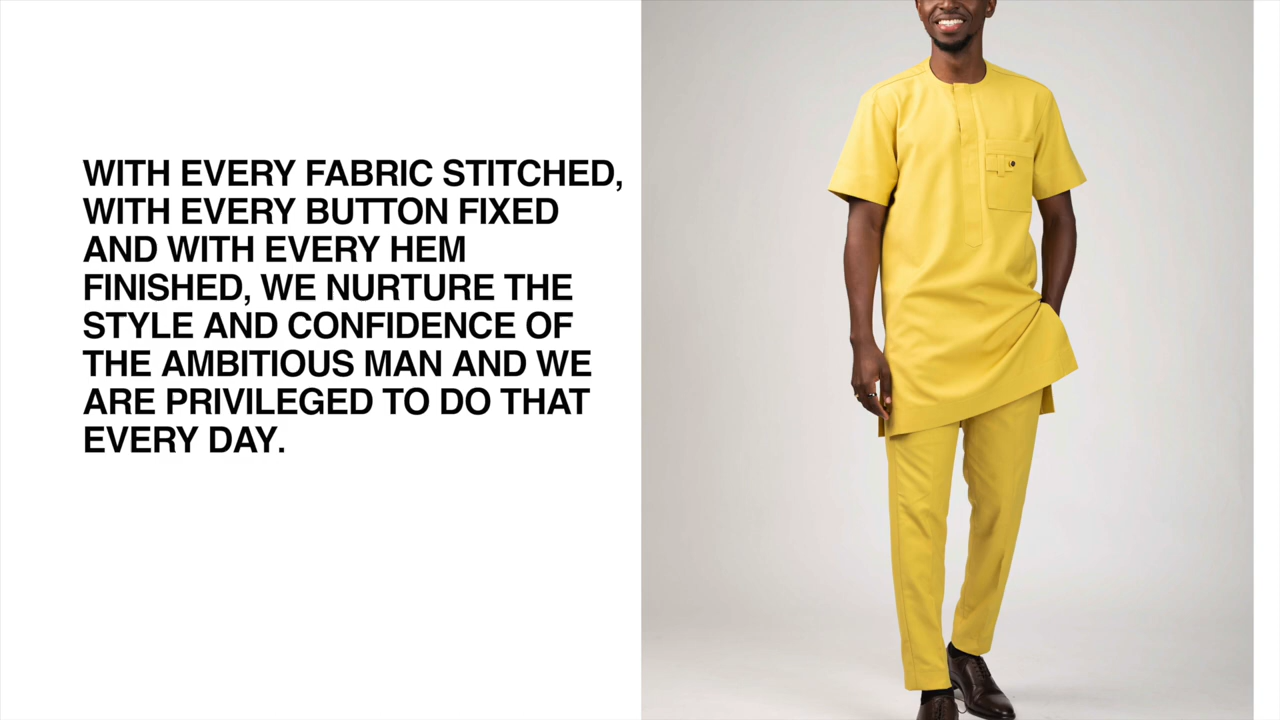 WITH EVERY FABRIC STITCHED,
WITH EVERY BUTTON FIXED
AND WITH EVERY HEM
FINISHED, WE NURTURE THE
STYLE AND CONFIDENCE OF
THE AMBITIOUS MAN AND WE
ARE PRIVILEGED TO DO THAT
EVERY DAY.